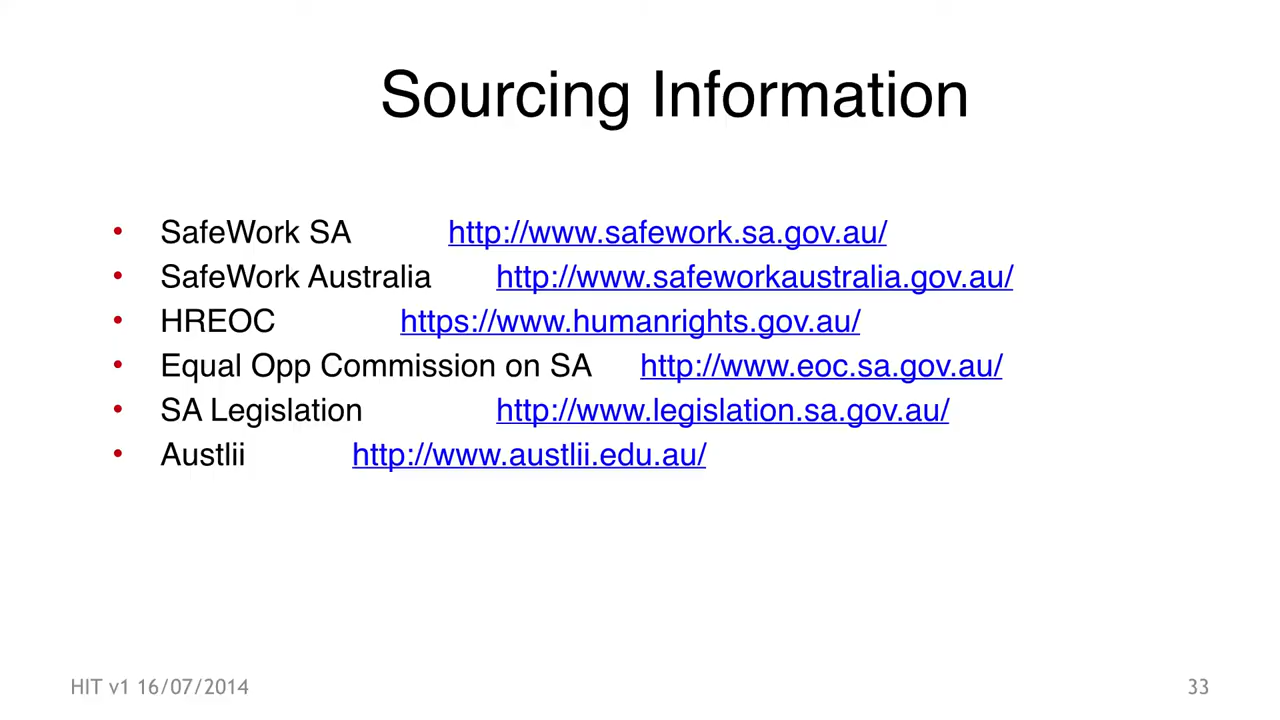 Sourcing Information
• SafeWork SA http://www.safework.sa.gov.au/
• SafeWork Australia http://www.safeworkaustralia.gov.au/
• HREOC https://www.humanrights.gov.au/
• Equal Opp Commission on SA http://www.eoc.sa.gov.au/
• SA Legislation http://www.legislation.sa.gov.au/
• Austlii http://www.austlii.edu.au/
HIT v1 16/07/2014 33